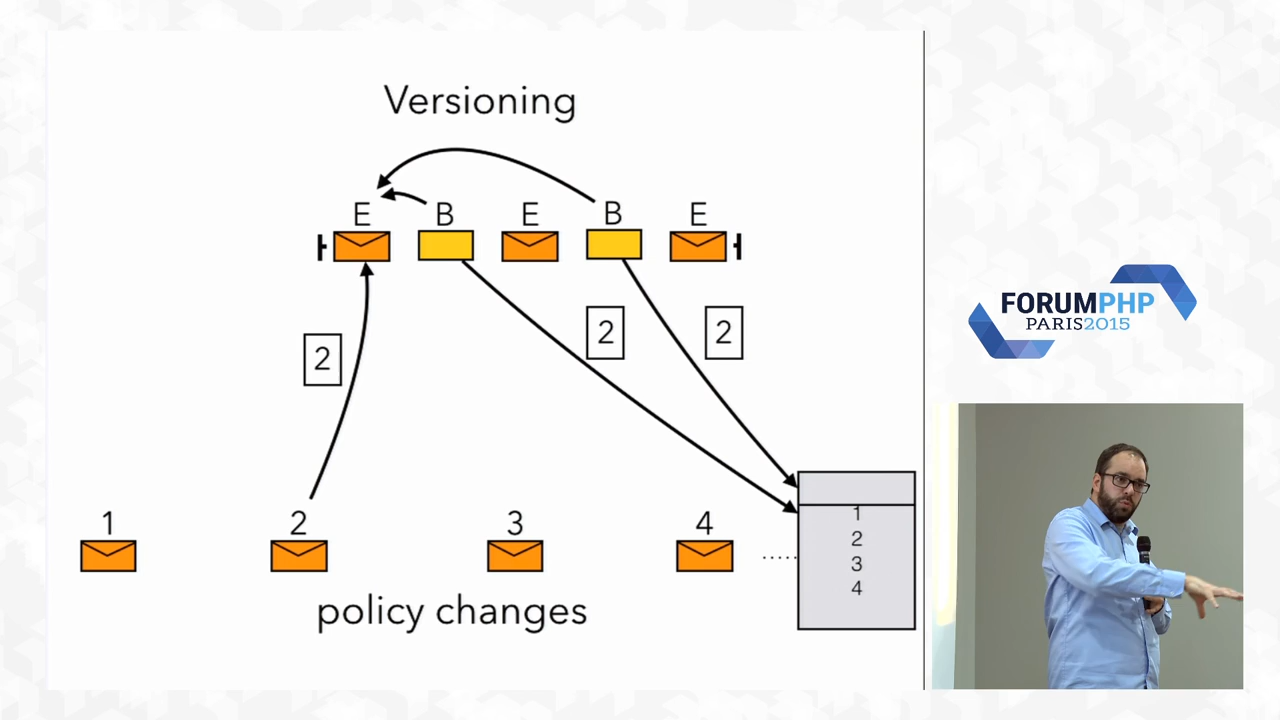 Versioning
E B E B E
2 2 2
1 2 3 4
1
2
3
4
policy changes
FORUMPHP
PARIS2015